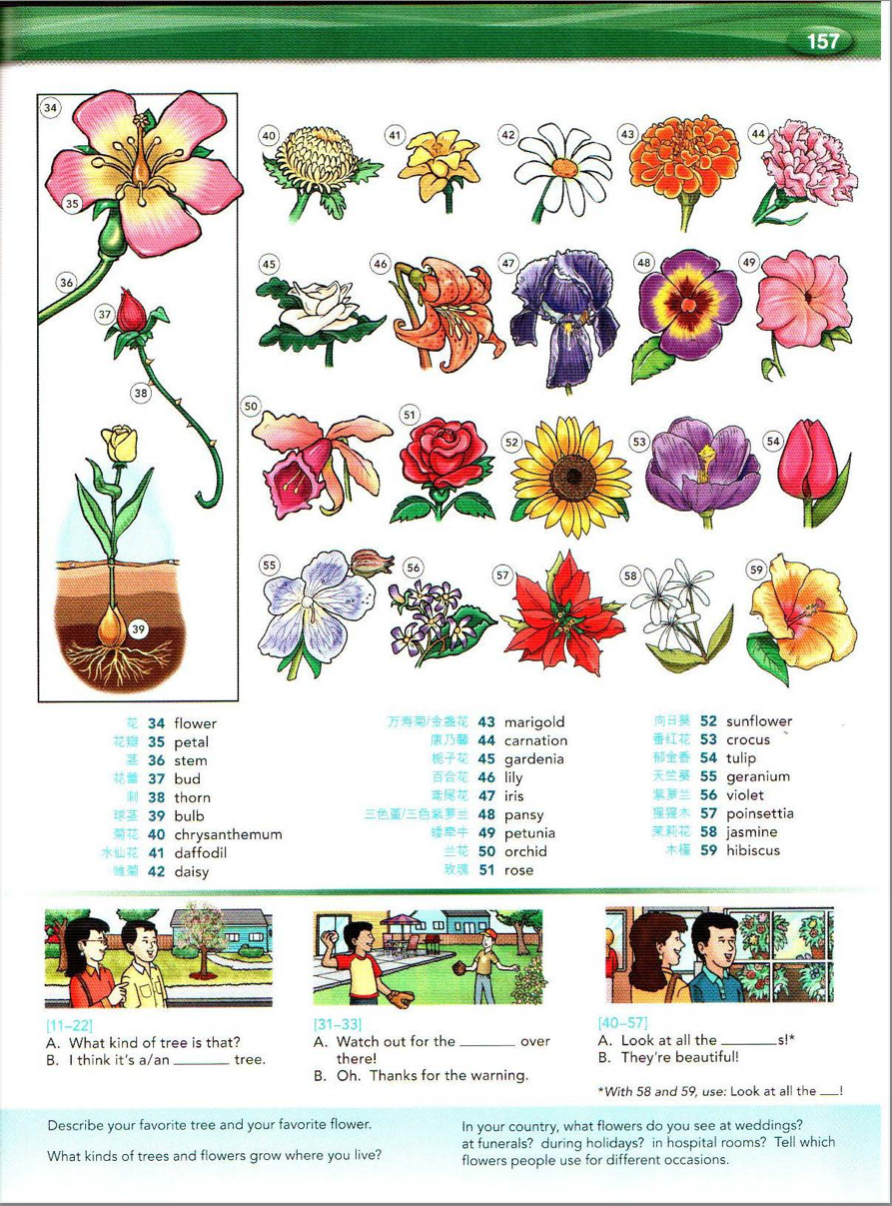 157
34
35
36
37
38
39
40
41
42
43
44
45
46
47
48
49
50
51
52
53
54
55
56
57
58
59
花 34 flower
花瓣 35 petal
茎 36 stem
花蕾 37 bud
刺 38 thorn
球茎 39 bulb
菊花 40 chrysanthemum
水仙花 41 daffodil
雏菊 42 daisy
万寿菊/金盏花 43 marigold
康乃馨 44 carnation
栀子花 45 gardenia
百合花 46 lily
鸢尾花 47 iris
三色堇/三色紫萝兰 48 pansy
矮牵牛 49 petunia
兰花 50 orchid
玫瑰 51 rose
向日葵 52 sunflower
番红花 53 crocus
郁金香 54 tulip
天竺葵 55 geranium
紫萝兰 56 violet
猩猩木 57 poinsettia
茉莉花 58 jasmine
木槿 59 hibiscus
[11–22]
A. What kind of tree is that?
B. I think it's a/an ________ tree.
[31–33]
A. Watch out for the ________ over
there!
B. Oh. Thanks for the warning.
[40–57]
A. Look at all the ________s!*
B. They're beautiful!
*With 58 and 59, use: Look at all the ___!
Describe your favorite tree and your favorite flower.
What kinds of trees and flowers grow where you live?
In your country, what flowers do you see at weddings?
at funerals? during holidays? in hospital rooms? Tell which
flowers people use for different occasions.